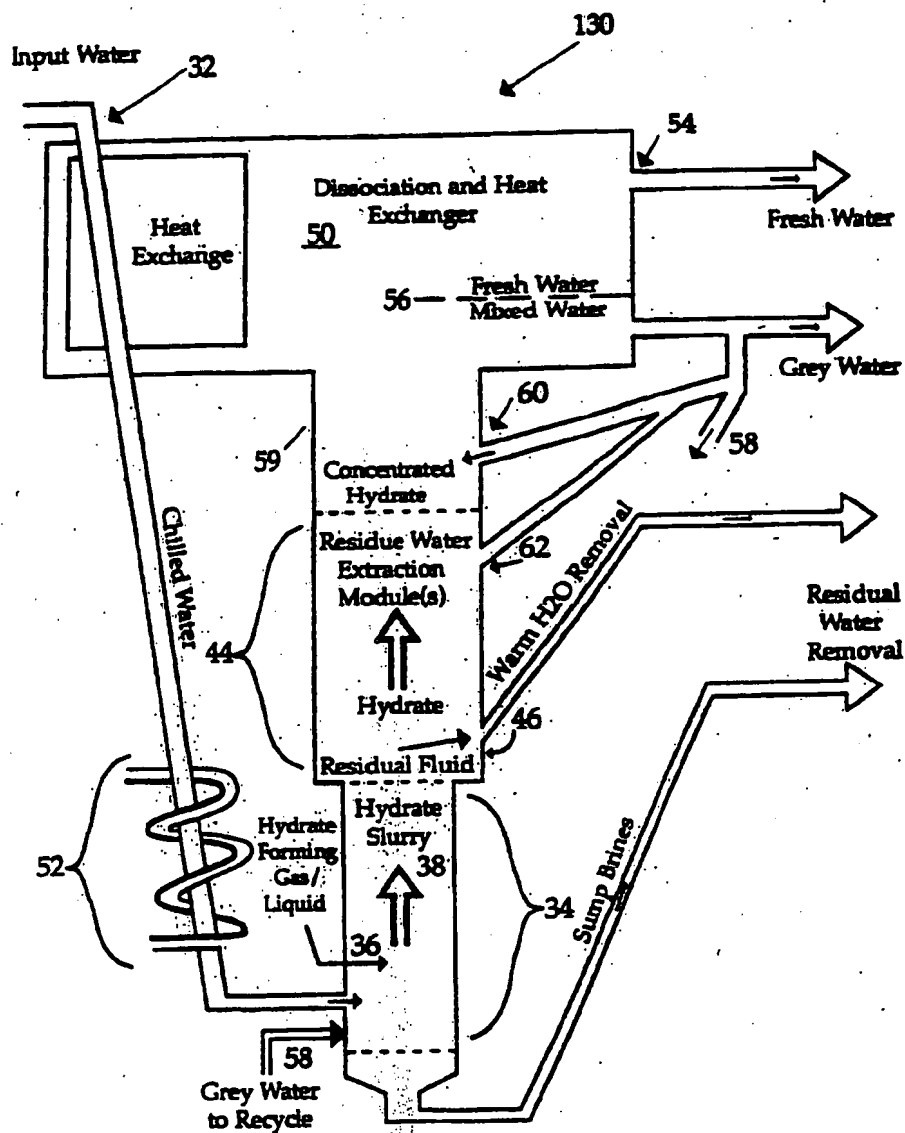 130
Input Water
32
54
Dissociation and Heat
Exchanger
50
Heat
Exchange
Fresh Water
56
Fresh Water
Mixed Water
Grey Water
60
58
59
Concentrated
Hydrate
Chilled Water
Residue Water
Extraction
Module(s)
62
Warm H2O Removal
Residual
Water
Removal
44
Hydrate
46
Residual Fluid
Hydrate
Slurry
Hydrate
Forming
Gas/
Liquid
38
52
34
36
Sump Brines
58
Grey Water
to Recycle